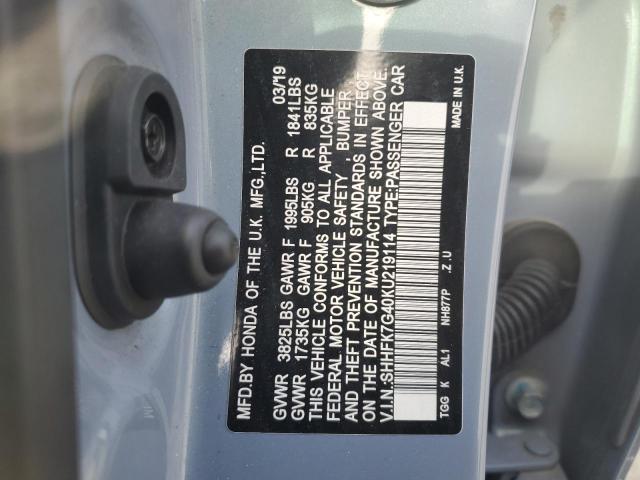 MFD.BY HONDA OF THE U.K. MFG.,LTD. 03/19
GVWR 3825LBS GAWR F 1995LBS R 1841LBS
GVWR 1735KG GAWR F 905KG R 835KG
THIS VEHICLE CONFORMS TO ALL APPLICABLE
FEDERAL MOTOR VEHICLE SAFETY , BUMPER,
AND THEFT PREVENTION STANDARDS IN EFFECT
ON THE DATE OF MANUFACTURE SHOWN ABOVE.
V.I.N.:SHHFK7G40KU219114 TYPE:PASSENGER CAR
TGG K AL1 NH877P .Z.U MADE IN U.K.